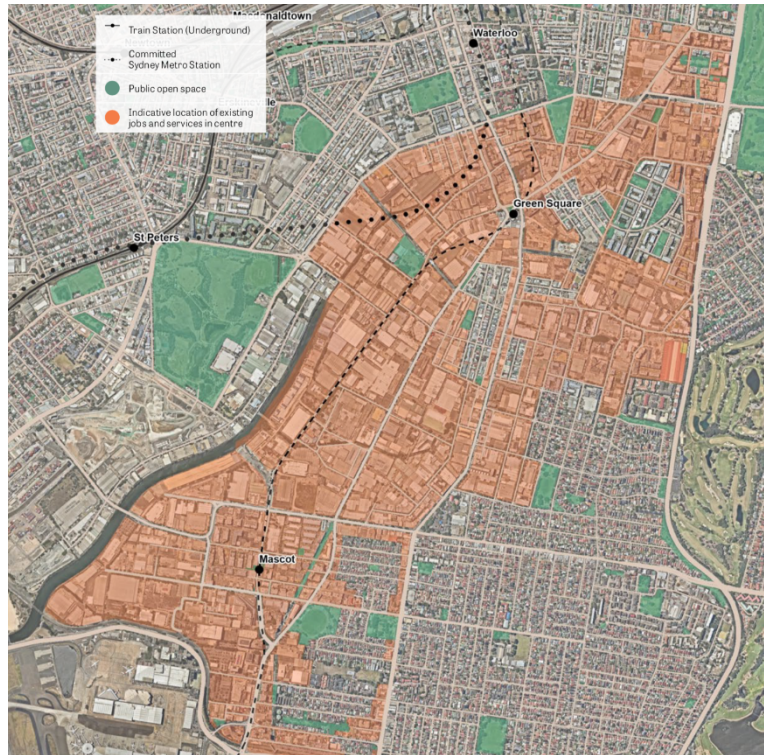 Macdonaldtown
Train Station (Underground)
Committed
Sydney Metro Station
Public open space
Indicative location of existing
jobs and services in centre
Waterloo
Green Square
St Peters
Mascot